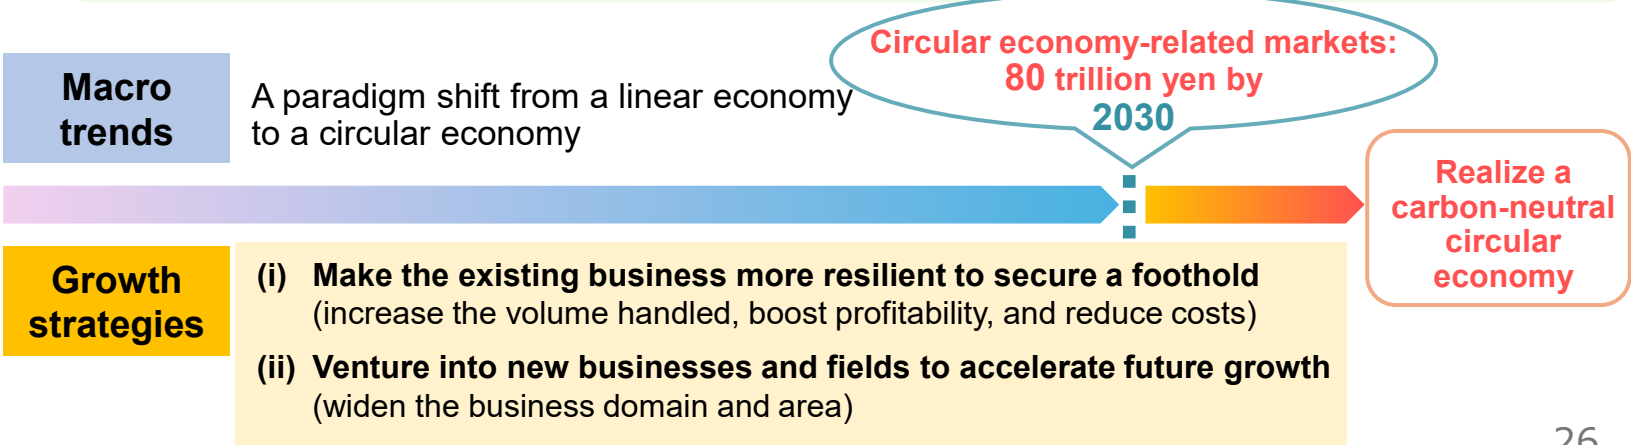 Circular economy-related markets:
80 trillion yen by
2030
Macro
trends
A paradigm shift from a linear economy
to a circular economy
Realize a
carbon-neutral
circular
economy
Growth
strategies
(i) Make the existing business more resilient to secure a foothold
(increase the volume handled, boost profitability, and reduce costs)
(ii) Venture into new businesses and fields to accelerate future growth
(widen the business domain and area)
26